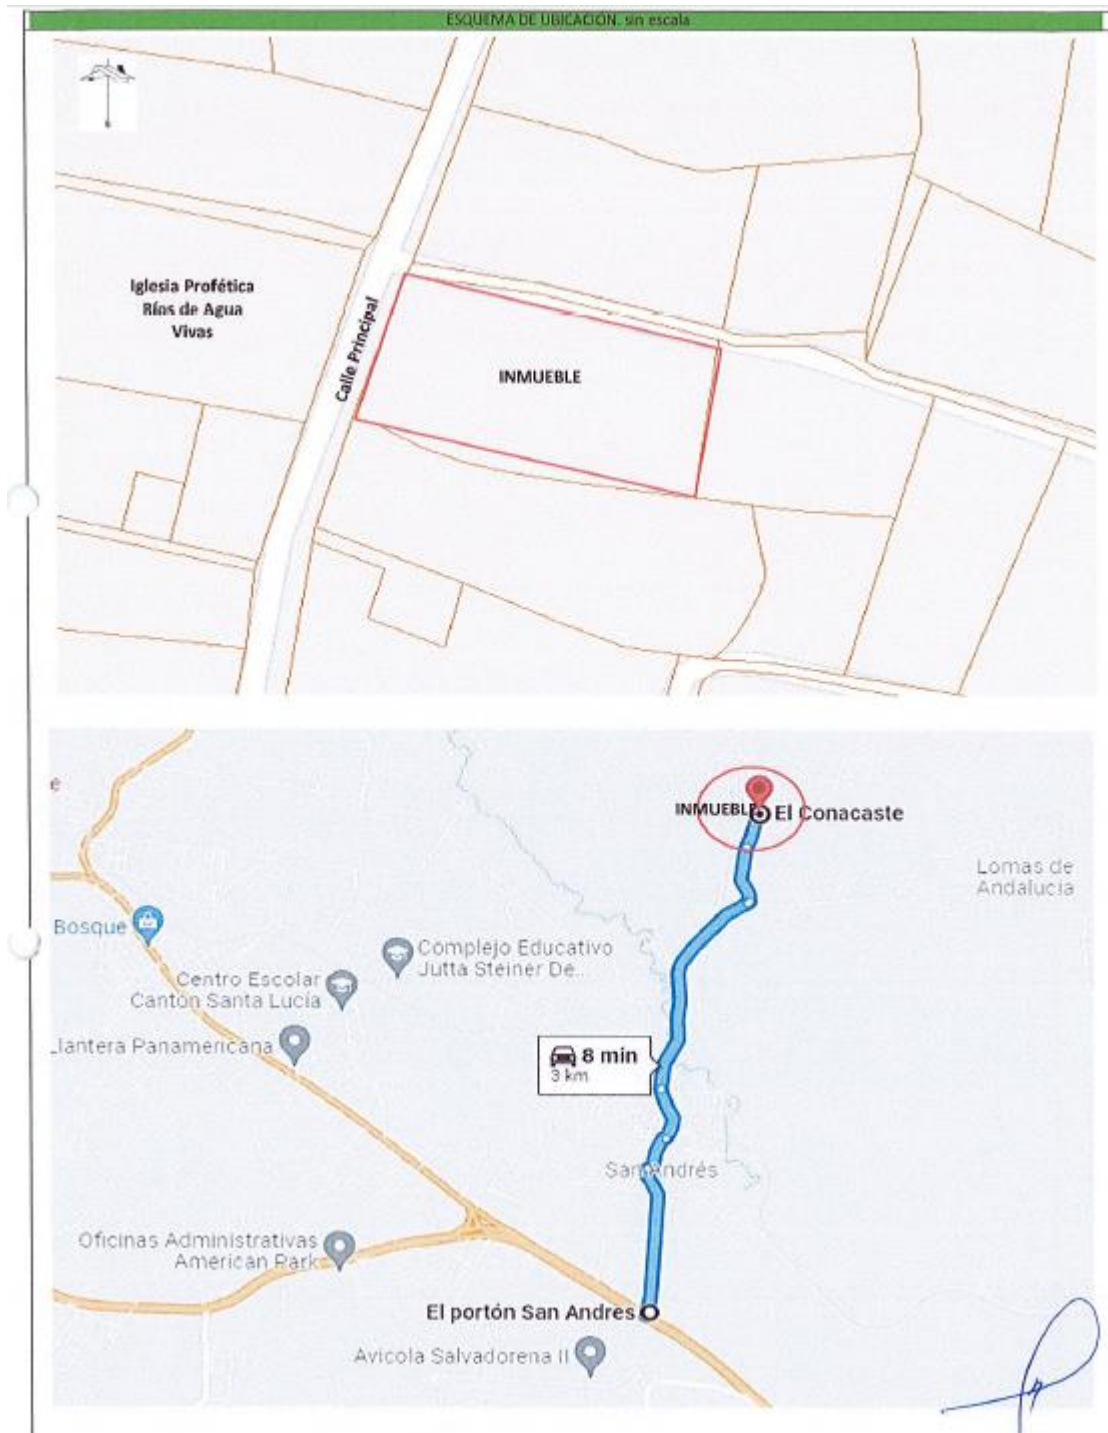 ESQUEMA DE UBICACIÓN. sin escala
Iglesia Profética
Ríos de Agua
Vivas
Calle Principal
INMUEBLE
INMUEBLE
El Conacaste
Lomas de
Andalucia
Bosque
Complejo Educativo
Jutta Steiner De...
Centro Escolar
Cantón Santa Lucía
Llantera Panamericana
8 min
3 km
San Andrés
Oficinas Administrativas
American Park
El portón San Andres
Avicola Salvadorena II